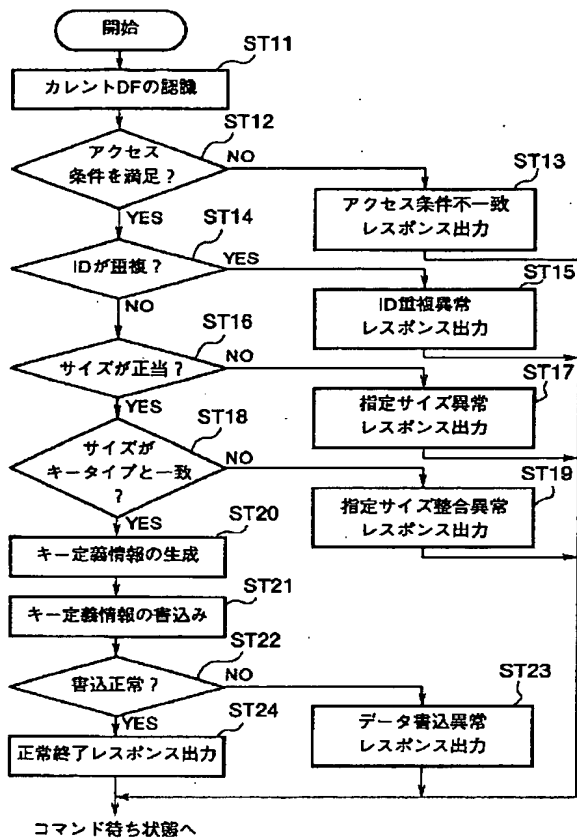 開始
ST11
カレントDFの認識
ST12
アクセス
条件を満足？
NO
YES
ST13
アクセス条件不一致
レスポンス出力
ST14
IDが重複？
YES
NO
ST15
ID重複異常
レスポンス出力
ST16
サイズが正当？
NO
YES
ST17
指定サイズ異常
レスポンス出力
ST18
サイズが
キータイプと一致
？
NO
YES
ST19
指定サイズ整合異常
レスポンス出力
ST20
キー定義情報の生成
ST21
キー定義情報の書込み
ST22
書込正常？
NO
YES
ST23
データ書込異常
レスポンス出力
ST24
正常終了レスポンス出力
コマンド待ち状態へ